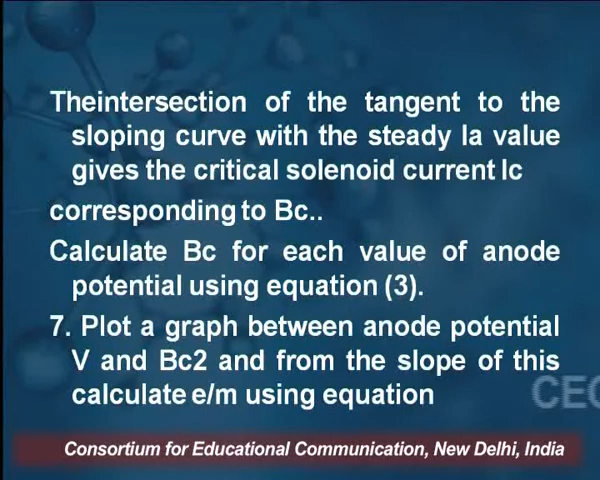 Theintersection of the tangent to the
sloping curve with the steady Ia value
gives the critical solenoid current Ic
corresponding to Bc..
Calculate Bc for each value of anode
potential using equation (3).
7. Plot a graph between anode potential
V and Bc2 and from the slope of this
calculate e/m using equation
CEC
Consortium for Educational Communication, New Delhi, India